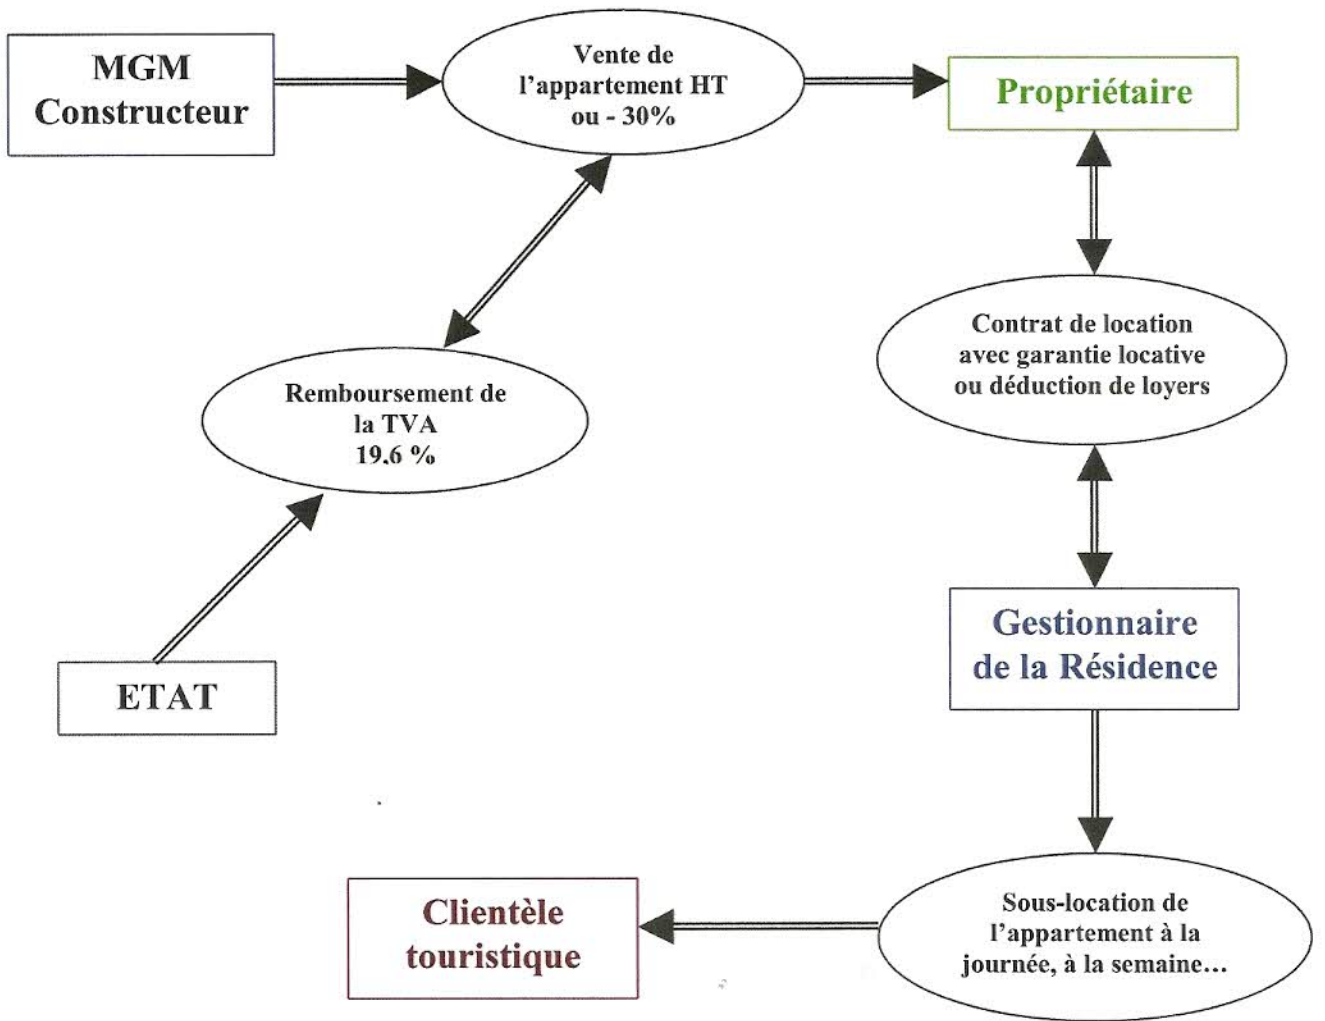 MGM
Constructeur
Vente de
l'appartement HT
ou - 30%
Propriétaire
Contrat de location
avec garantie locative
ou déduction de loyers
Remboursement de
la TVA
19,6 %
Gestionnaire
de la Résidence
ETAT
Clientèle
touristique
Sous-location de
l'appartement à la
journée, à la semaine...